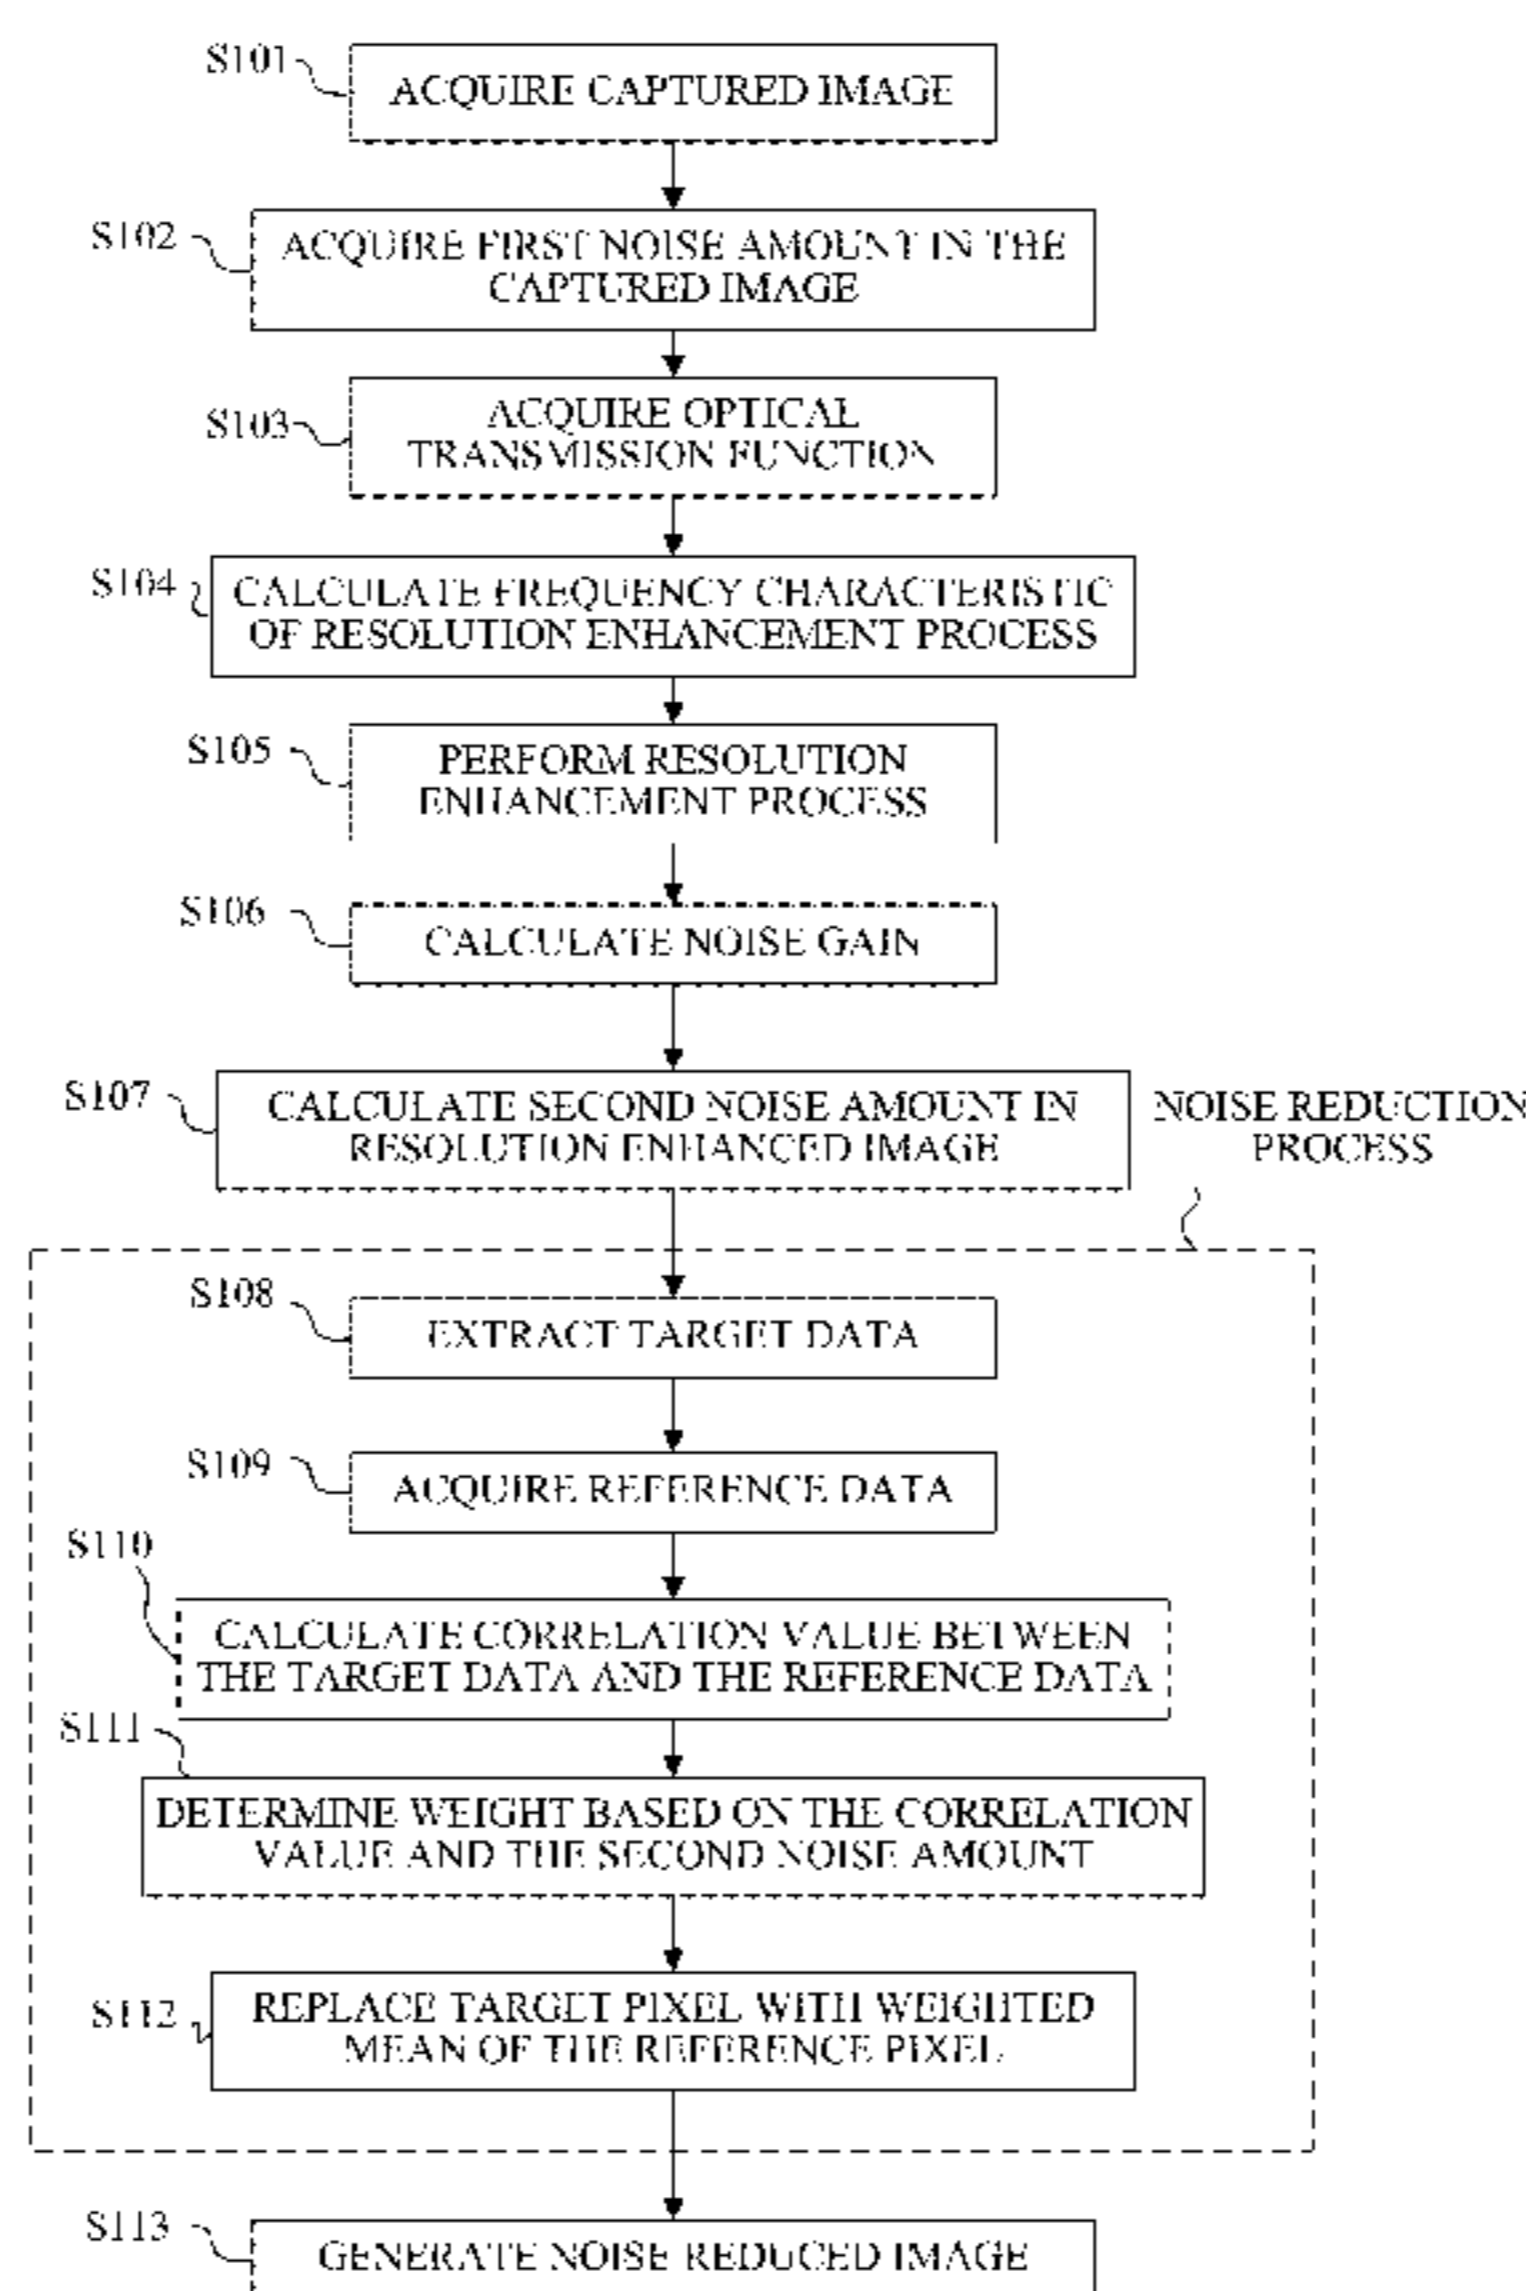 S101
ACQUIRE CAPTURED IMAGE
S102
ACQUIRE FIRST NOISE AMOUNT IN THE
CAPTURED IMAGE
S103
ACQUIRE OPTICAL
TRANSMISSION FUNCTION
S104
CALCULATE FREQUENCY CHARACTERISTIC
OF RESOLUTION ENHANCEMENT PROCESS
S105
PERFORM RESOLUTION
ENHANCEMENT PROCESS
S106
CALCULATE NOISE GAIN
S107
CALCULATE SECOND NOISE AMOUNT IN
RESOLUTION ENHANCED IMAGE
NOISE REDUCTION
PROCESS
S108
EXTRACT TARGET DATA
S109
ACQUIRE REFERENCE DATA
S110
CALCULATE CORRELATION VALUE BETWEEN
THE TARGET DATA AND THE REFERENCE DATA
S111
DETERMINE WEIGHT BASED ON THE CORRELATION
VALUE AND THE SECOND NOISE AMOUNT
S112
REPLACE TARGET PIXEL WITH WEIGHTED
MEAN OF THE REFERENCE PIXEL
S113
GENERATE NOISE REDUCED IMAGE